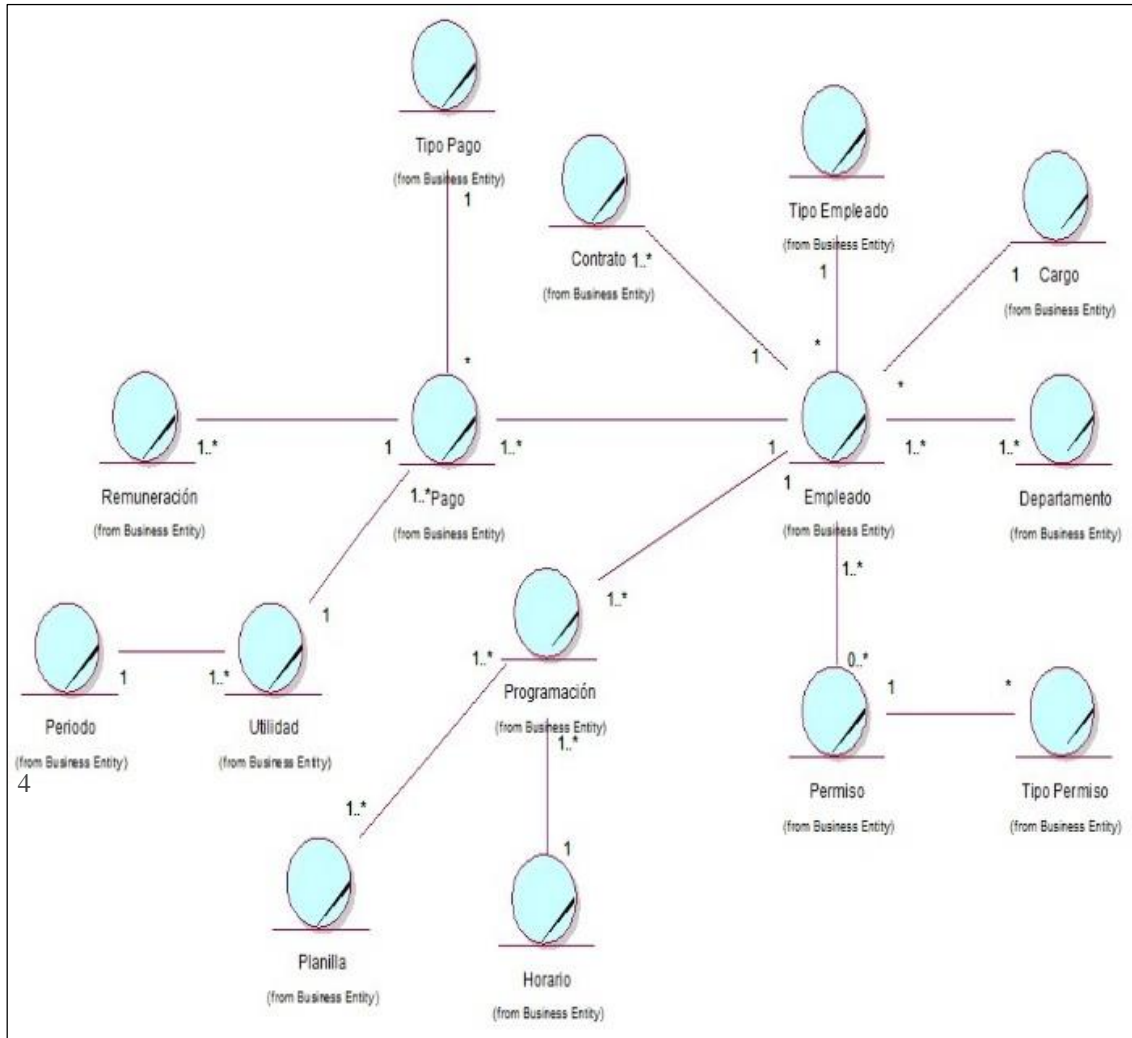 Tipo Pago
(from Business Entity)
1
Contrato
1..*
(from Business Entity)
Tipo Empleado
(from Business Entity)
1
1
Cargo
(from Business Entity)
*
1
*
*
1..*
1
1..*
1
1..*
1..*
Remuneración
(from Business Entity)
1..*
Pago
(from Business Entity)
1
Empleado
(from Business Entity)
Departamento
(from Business Entity)
1..*
1..*
1
1
1..*
1..*
0..*
1
*
Periodo
(from Business Entity)
Utilidad
(from Business Entity)
Programación
(from Business Entity)
1..*
4
Permiso
(from Business Entity)
Tipo Permiso
(from Business Entity)
1..*
1
Planilla
(from Business Entity)
Horario
(from Business Entity)